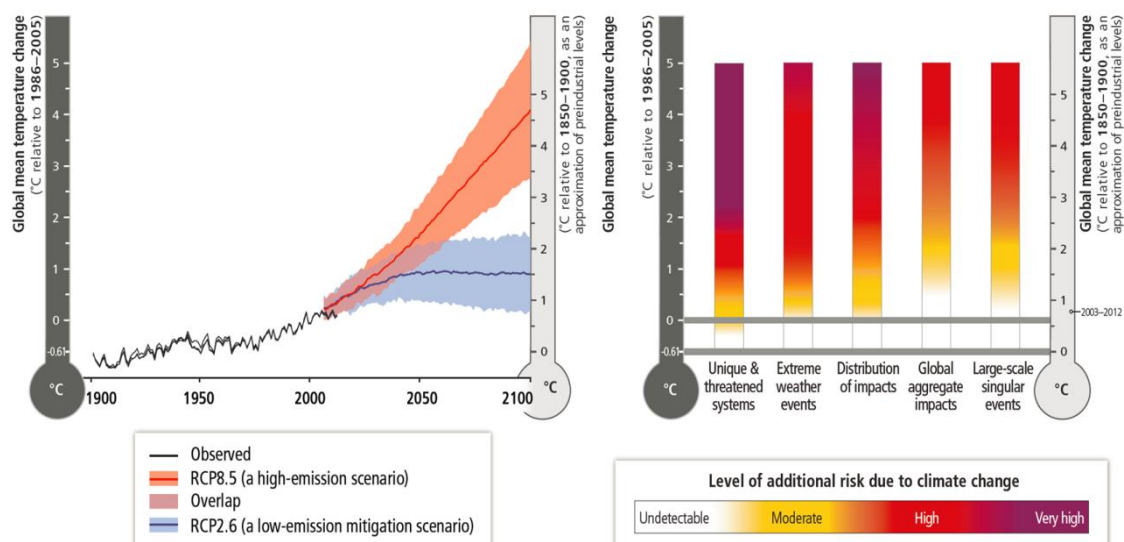 Global mean temperature change
(°C relative to 1986–2005)
°C
5
4
3
2
1
0
-0.61
°C
1900
1950
2000
2050
2100
°C
5
4
3
2
1
0
°C
(°C relative to 1850–1900, as an
approximation of preindustrial levels)
Observed
RCP8.5 (a high-emission scenario)
Overlap
RCP2.6 (a low-emission mitigation scenario)
Global mean temperature change
(°C relative to 1986–2005)
°C
5
4
3
2
1
0
-0.61
°C
Unique &
threatened
systems
Extreme
weather
events
Distribution
of impacts
Global
aggregate
impacts
Large-scale
singular
events
°C
5
4
3
2
1
0
°C
2003–2012
Global mean temperature change
(°C relative to 1850–1900, as an
approximation of preindustrial levels)
Level of additional risk due to climate change
Undetectable
Moderate
High
Very high